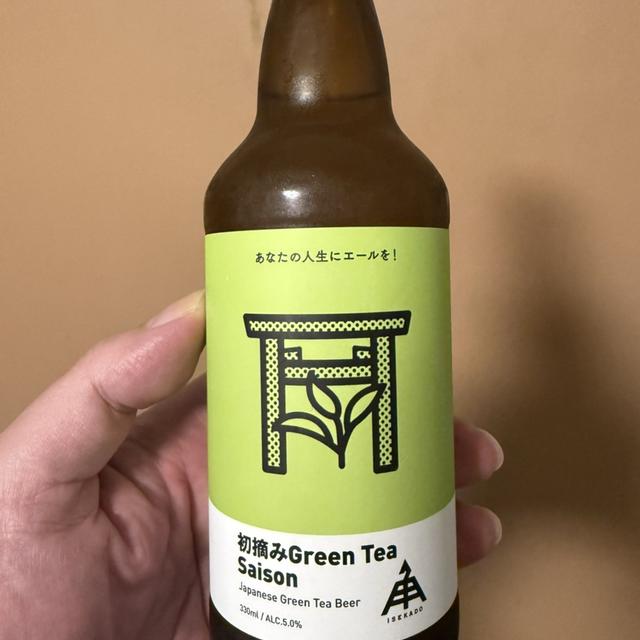 あなたの人生にエールを!
初摘みGreen Tea
Saison
Japanese Green Tea Beer
330ml / ALC.5.0%
ISEKADO